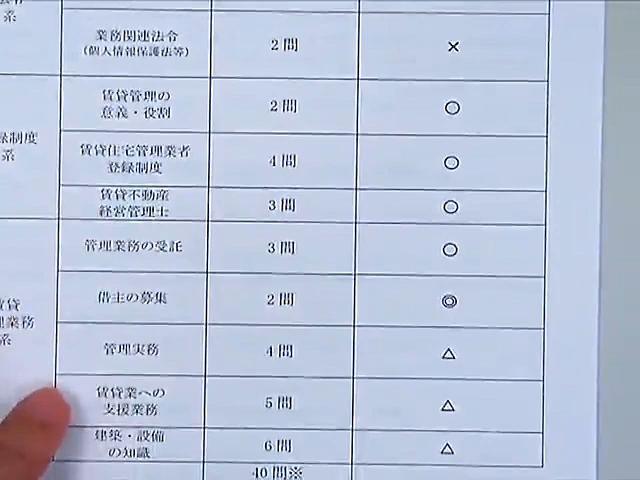 系
業務関連法令
(個人情報保護法等)
2問
×
賃貸管理の
意義・役割
2問
○
録制度
系
賃貸住宅管理業者
登録制度
4問
○
賃貸不動産
経営管理士
3問
○
管理業務の受託
3問
○
賃貸
理業務
系
借主の募集
2問
◎
管理実務
4問
△
賃貸業への
支援業務
5問
△
建築・設備
の知識
6問
△
40問※